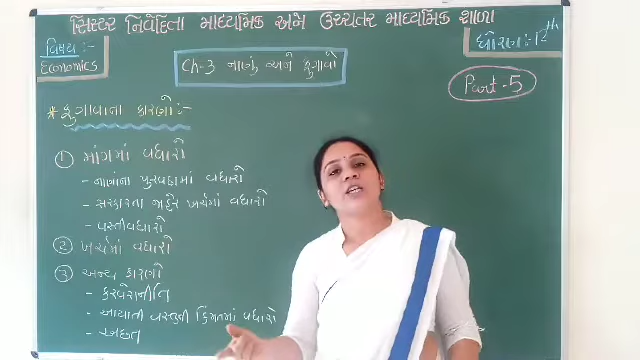 સિસ્ટર નિવેદિતા માધ્યમિક અને ઉચ્ચતર માધ્યમિક શાળા
વિષય :-
Economics
ધોરણ:- 12th
Ch-3 નાણું અને ફુગાવો
Part-5
* ફુગાવાના કારણો :-
① માંગમાં વધારો
- નાણાંના પુરવઠામાં વધારો
- સરકારના જાહેર ખર્ચમાં વધારો
- વસ્તીવધારો
② ખર્ચમાં વધારો
③ અન્ય કારણો
- કરવેરાનીતિ
- આયાતી વસ્તુની કિંમતમાં વધારો
- અછત